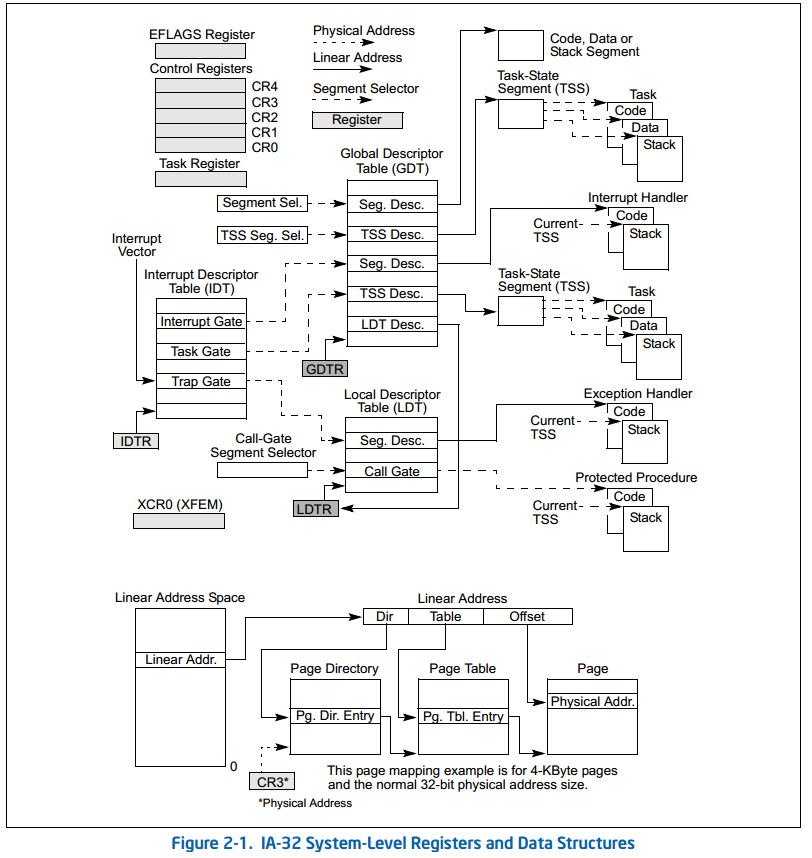 EFLAGS Register
Control Registers
CR4
CR3
CR2
CR1
CR0
Task Register
Physical Address
Linear Address
Segment Selector
Register
Code, Data or
Stack Segment
Task-State
Segment (TSS)
Task
Code
Data
Stack
Global Descriptor
Table (GDT)
Segment Sel.
Seg. Desc.
TSS Seg. Sel.
TSS Desc.
Seg. Desc.
TSS Desc.
LDT Desc.
GDTR
Interrupt Handler
Code
Current
TSS
Stack
Interrupt
Vector
Interrupt Descriptor
Table (IDT)
Interrupt Gate
Task Gate
Trap Gate
IDTR
Task-State
Segment (TSS)
Task
Code
Data
Stack
Local Descriptor
Table (LDT)
Seg. Desc.
Call-Gate
Segment Selector
Call Gate
LDTR
XCR0 (XFEM)
Exception Handler
Code
Current
TSS
Stack
Protected Procedure
Code
Current
TSS
Stack
Linear Address Space
Linear Addr.
0
Linear Address
Dir
Table
Offset
Page Directory
Pg. Dir. Entry
Page Table
Pg. Tbl. Entry
Page
Physical Addr.
CR3*
*Physical Address
This page mapping example is for 4-KByte pages
and the normal 32-bit physical address size.
Figure 2-1. IA-32 System-Level Registers and Data Structures